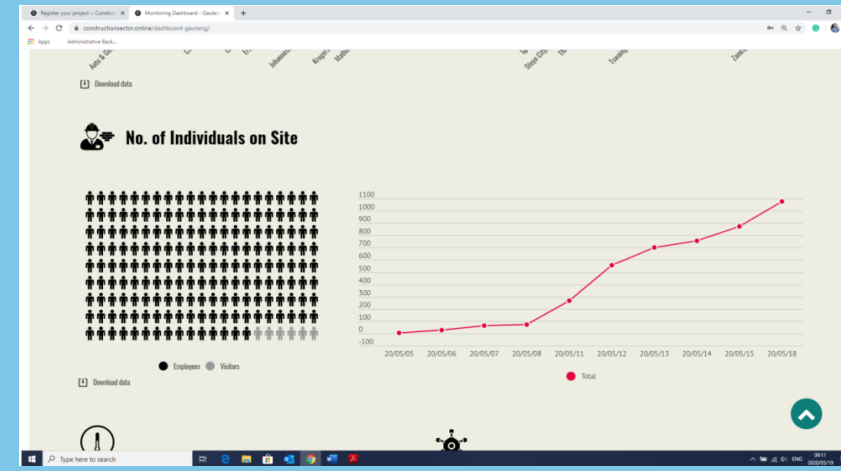 Register your project – Construc
Monitoring Dashboard – Gauteng
constructionsector.online/dashboard-gauteng/
Apps
Administrative Back...
Download data
No. of Individuals on Site
1100
1000
900
800
700
600
500
400
300
200
100
0
-100
20/05/05 20/05/06 20/05/07 20/05/08 20/05/11 20/05/12 20/05/13 20/05/14 20/05/15 20/05/18
Employees Visitors
Total
Download data
Type here to search
ENG
09:11
2020/05/19